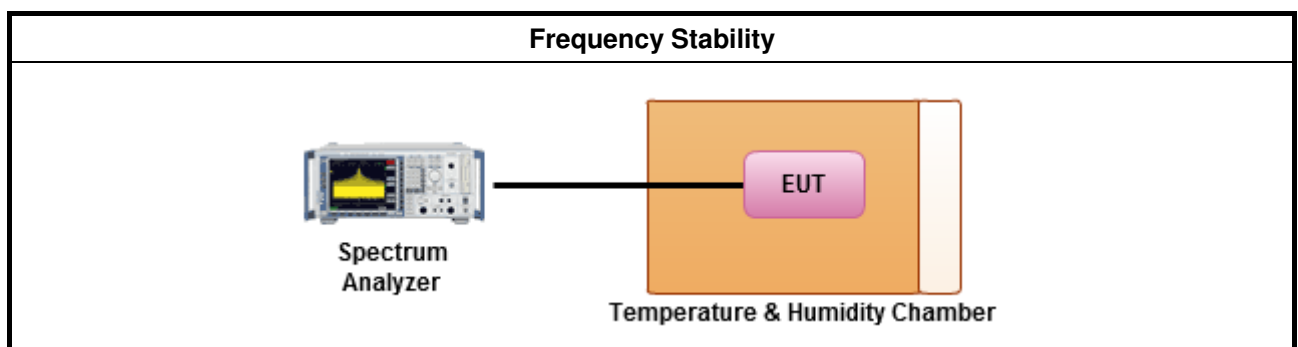 Frequency Stability
EUT
Spectrum
Analyzer
Temperature & Humidity Chamber